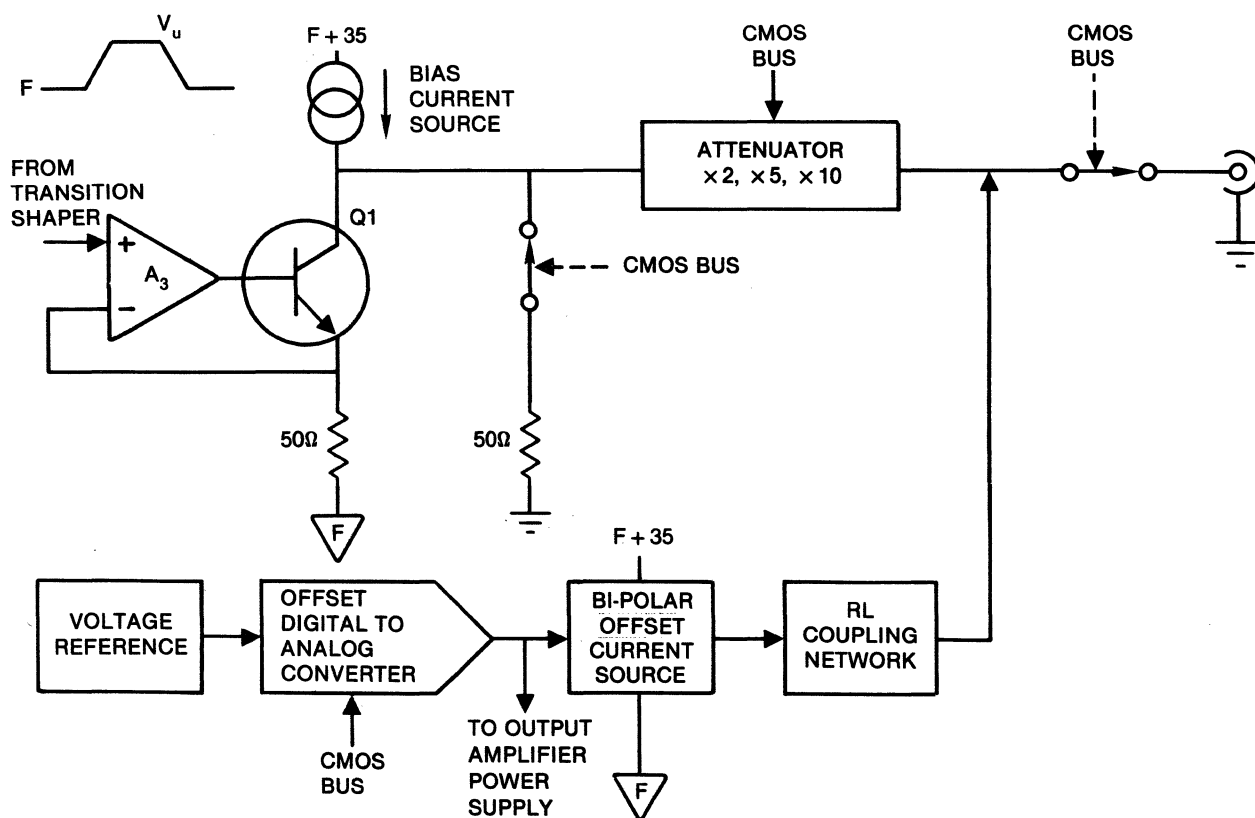 V_u
F
F + 35
BIAS
CURRENT
SOURCE
CMOS
BUS
CMOS
BUS
FROM
TRANSITION
SHAPER
Q1
+
A_3
−
ATTENUATOR
×2, ×5, ×10
CMOS BUS
50Ω
50Ω
F
F + 35
VOLTAGE
REFERENCE
OFFSET
DIGITAL TO
ANALOG
CONVERTER
BI-POLAR
OFFSET
CURRENT
SOURCE
RL
COUPLING
NETWORK
CMOS
BUS
TO OUTPUT
AMPLIFIER
POWER
SUPPLY
F